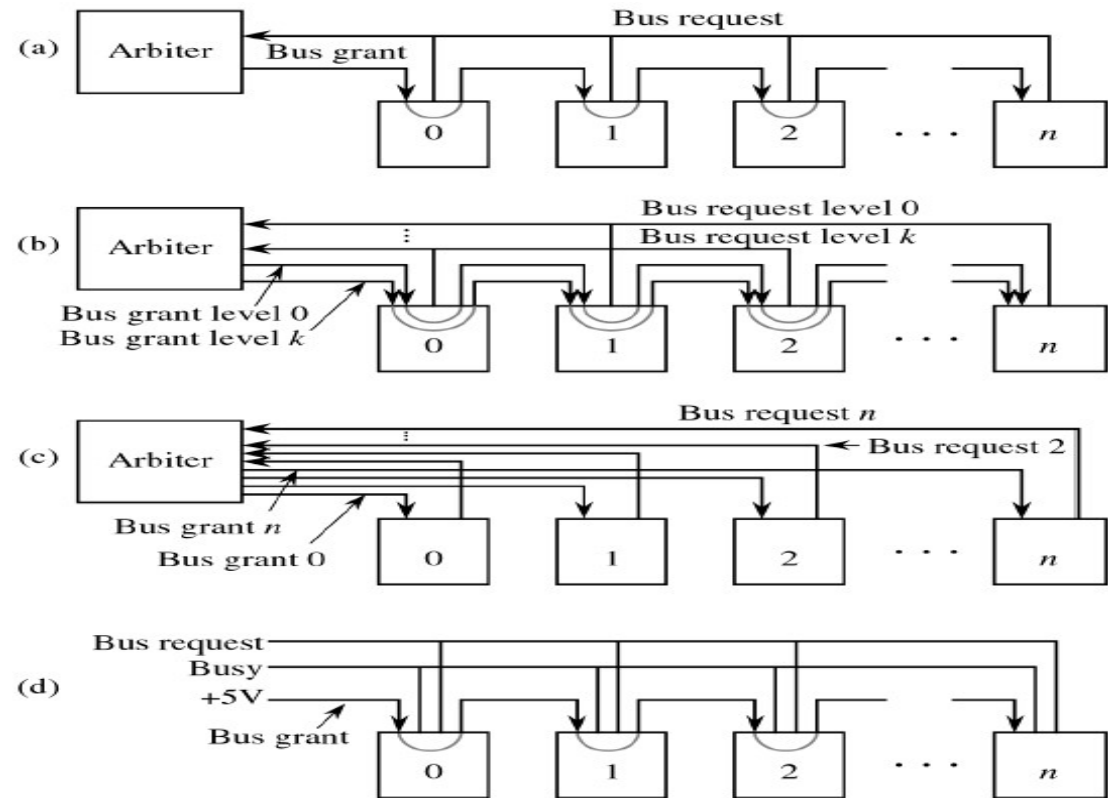 Bus request
(a)
Arbiter
Bus grant
0 1 2 . . . n
Bus request level 0
(b)
Arbiter
Bus request level k
Bus grant level 0
Bus grant level k
0 1 2 . . . n
Bus request n
(c)
Arbiter
Bus request 2
Bus grant n
Bus grant 0
0 1 2 . . . n
Bus request
Busy
(d)
+5V
Bus grant
0 1 2 . . . n